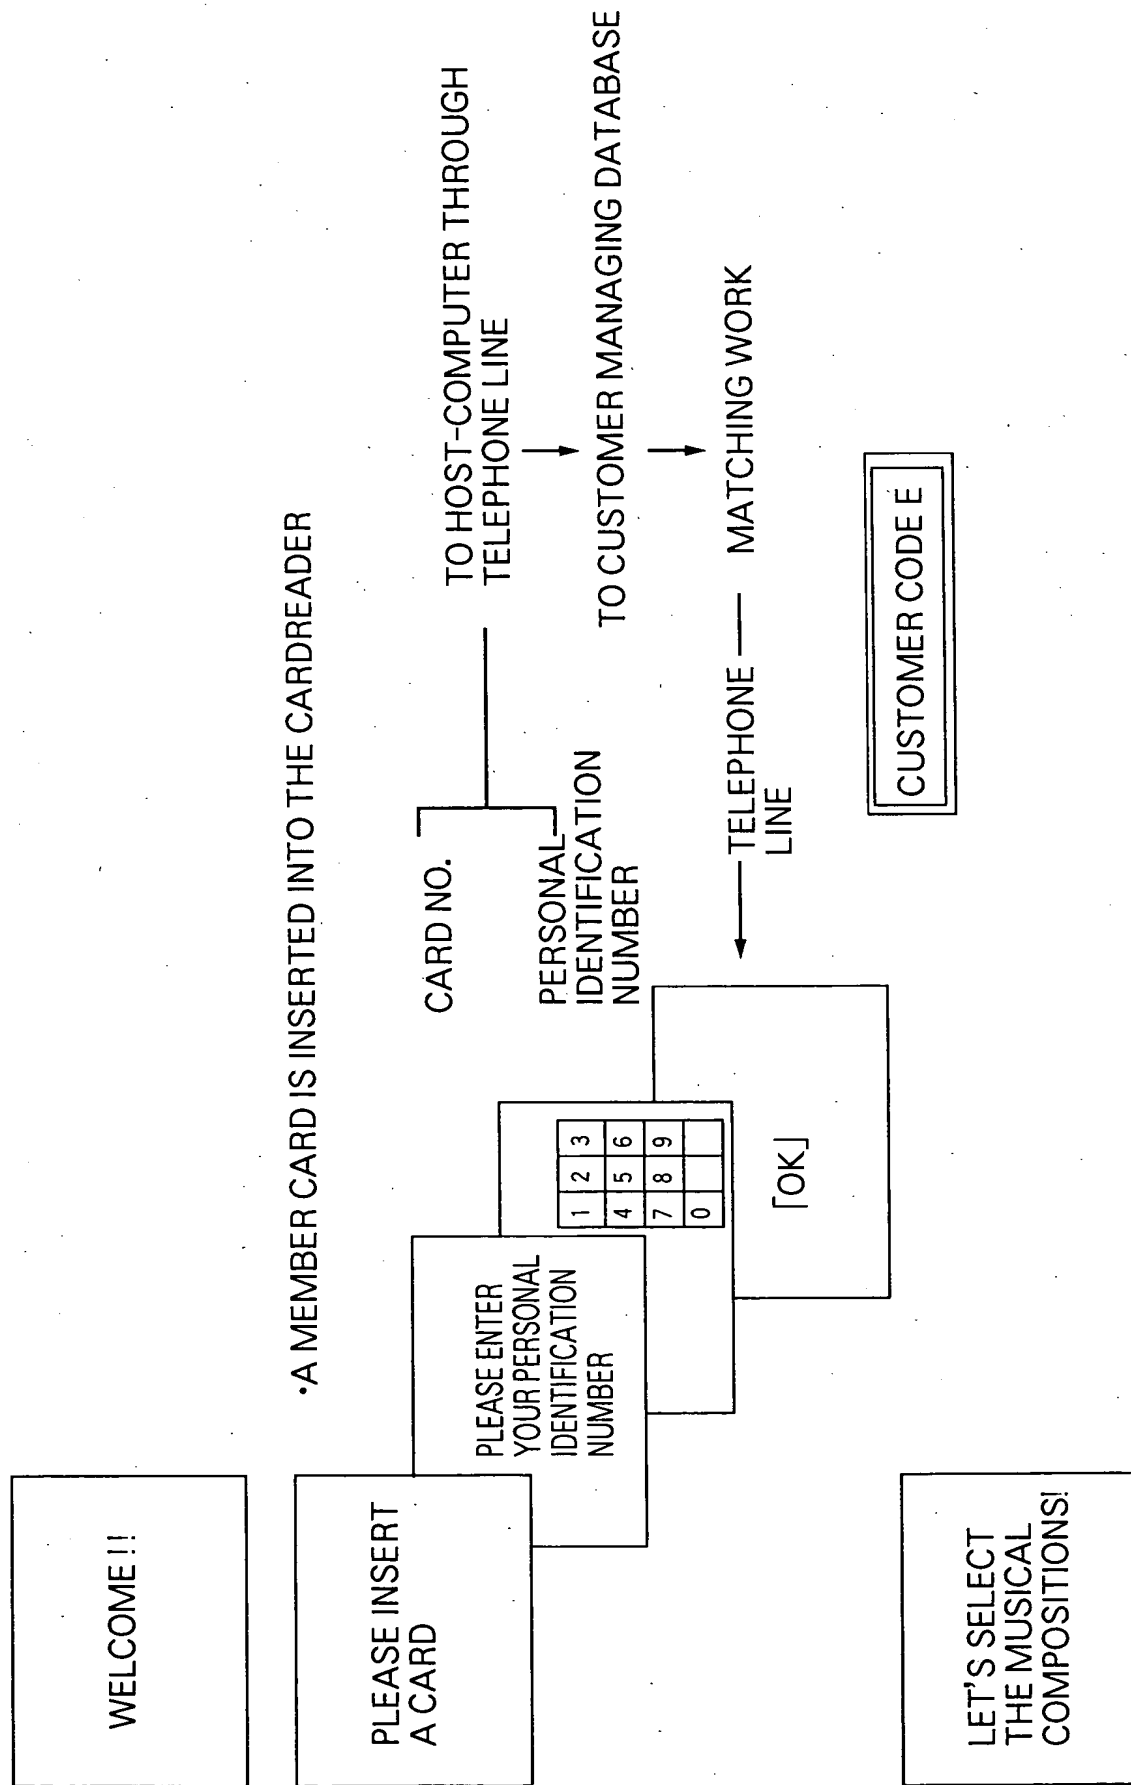 WELCOME!!
PLEASE INSERT
A CARD
•A MEMBER CARD IS INSERTED INTO THE CARDREADER
PLEASE ENTER
YOUR PERSONAL
IDENTIFICATION
NUMBER
1 2 3
4 5 6
7 8 9
0
「OK」
CARD NO.
PERSONAL
IDENTIFICATION
NUMBER
TO HOST-COMPUTER THROUGH
TELEPHONE LINE
TO CUSTOMER MANAGING DATABASE
MATCHING WORK
TELEPHONE
LINE
CUSTOMER CODE E
LET'S SELECT
THE MUSICAL
COMPOSITIONS!